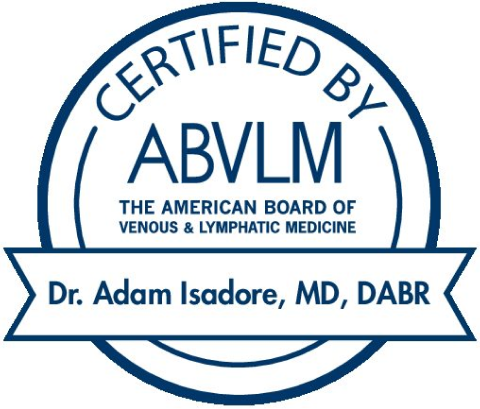 CERTIFIED BY
ABVLM
THE AMERICAN BOARD OF
VENOUS & LYMPHATIC MEDICINE
Dr. Adam Isadore, MD, DABR